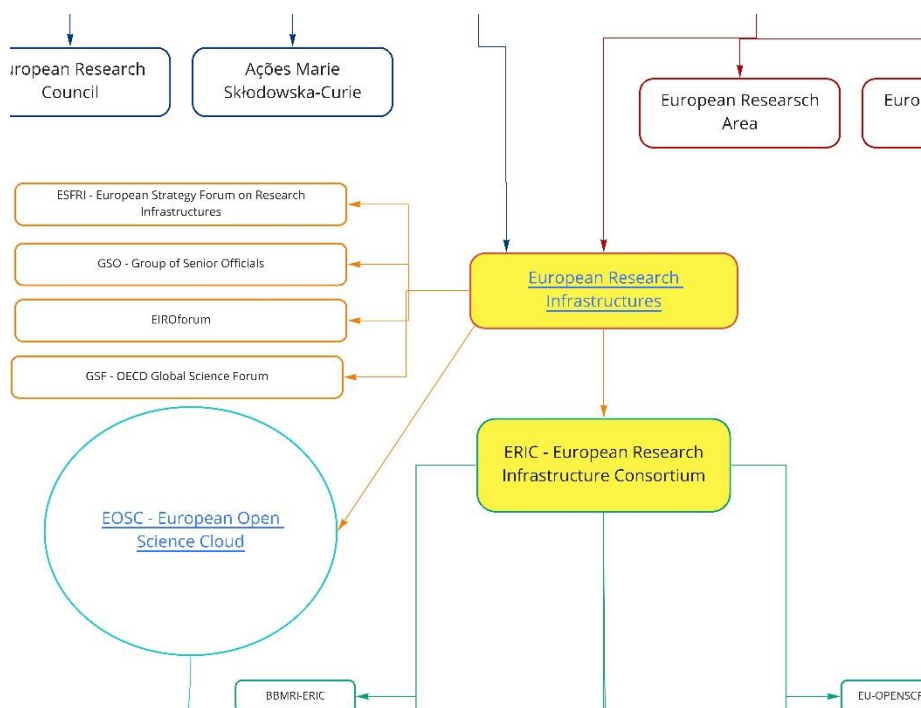 uropean Research
Council
Ações Marie
Skłodowska-Curie
European Researsch
Area
Euro
ESFRI - European Strategy Forum on Research
Infrastructures
GSO - Group of Senior Officials
European Research
Infrastructures
EIROforum
GSF - OECD Global Science Forum
ERIC - European Research
Infrastructure Consortium
EOSC - European Open
Science Cloud
BBMRI-ERIC
EU-OPENSCR